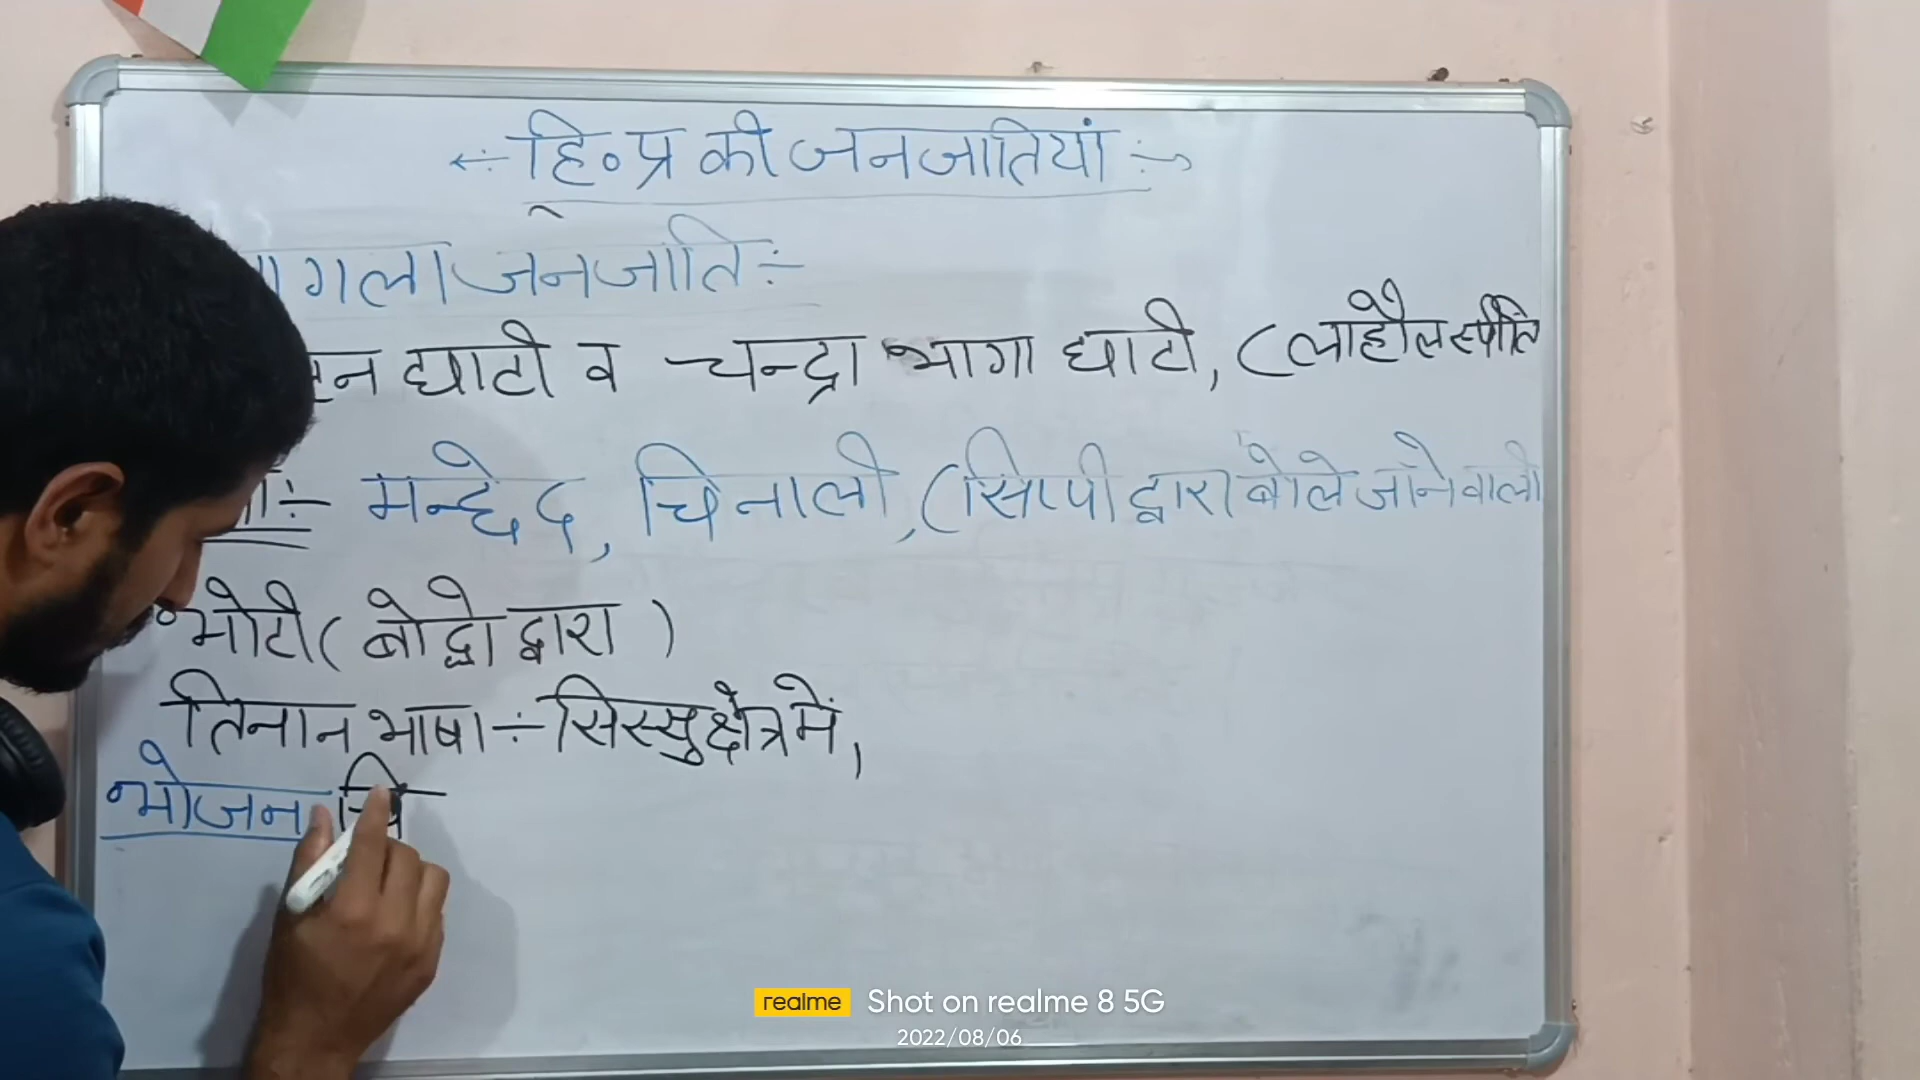 ← ÷ हि॰प्र की जनजातियां ÷ →
गला जनजाति ÷
घाटी व चन्द्रा भागा घाटी, (लाहौल स्पीति
मन्हेद, चिनाली, (सिप्पी द्वारा बोले जाने वाली
भोटी ( बोद्धो द्वारा )
तिनान भाषा ÷ सिस्सु क्षेत्र में,
भोजन
realme Shot on realme 8 5G
2022/08/06